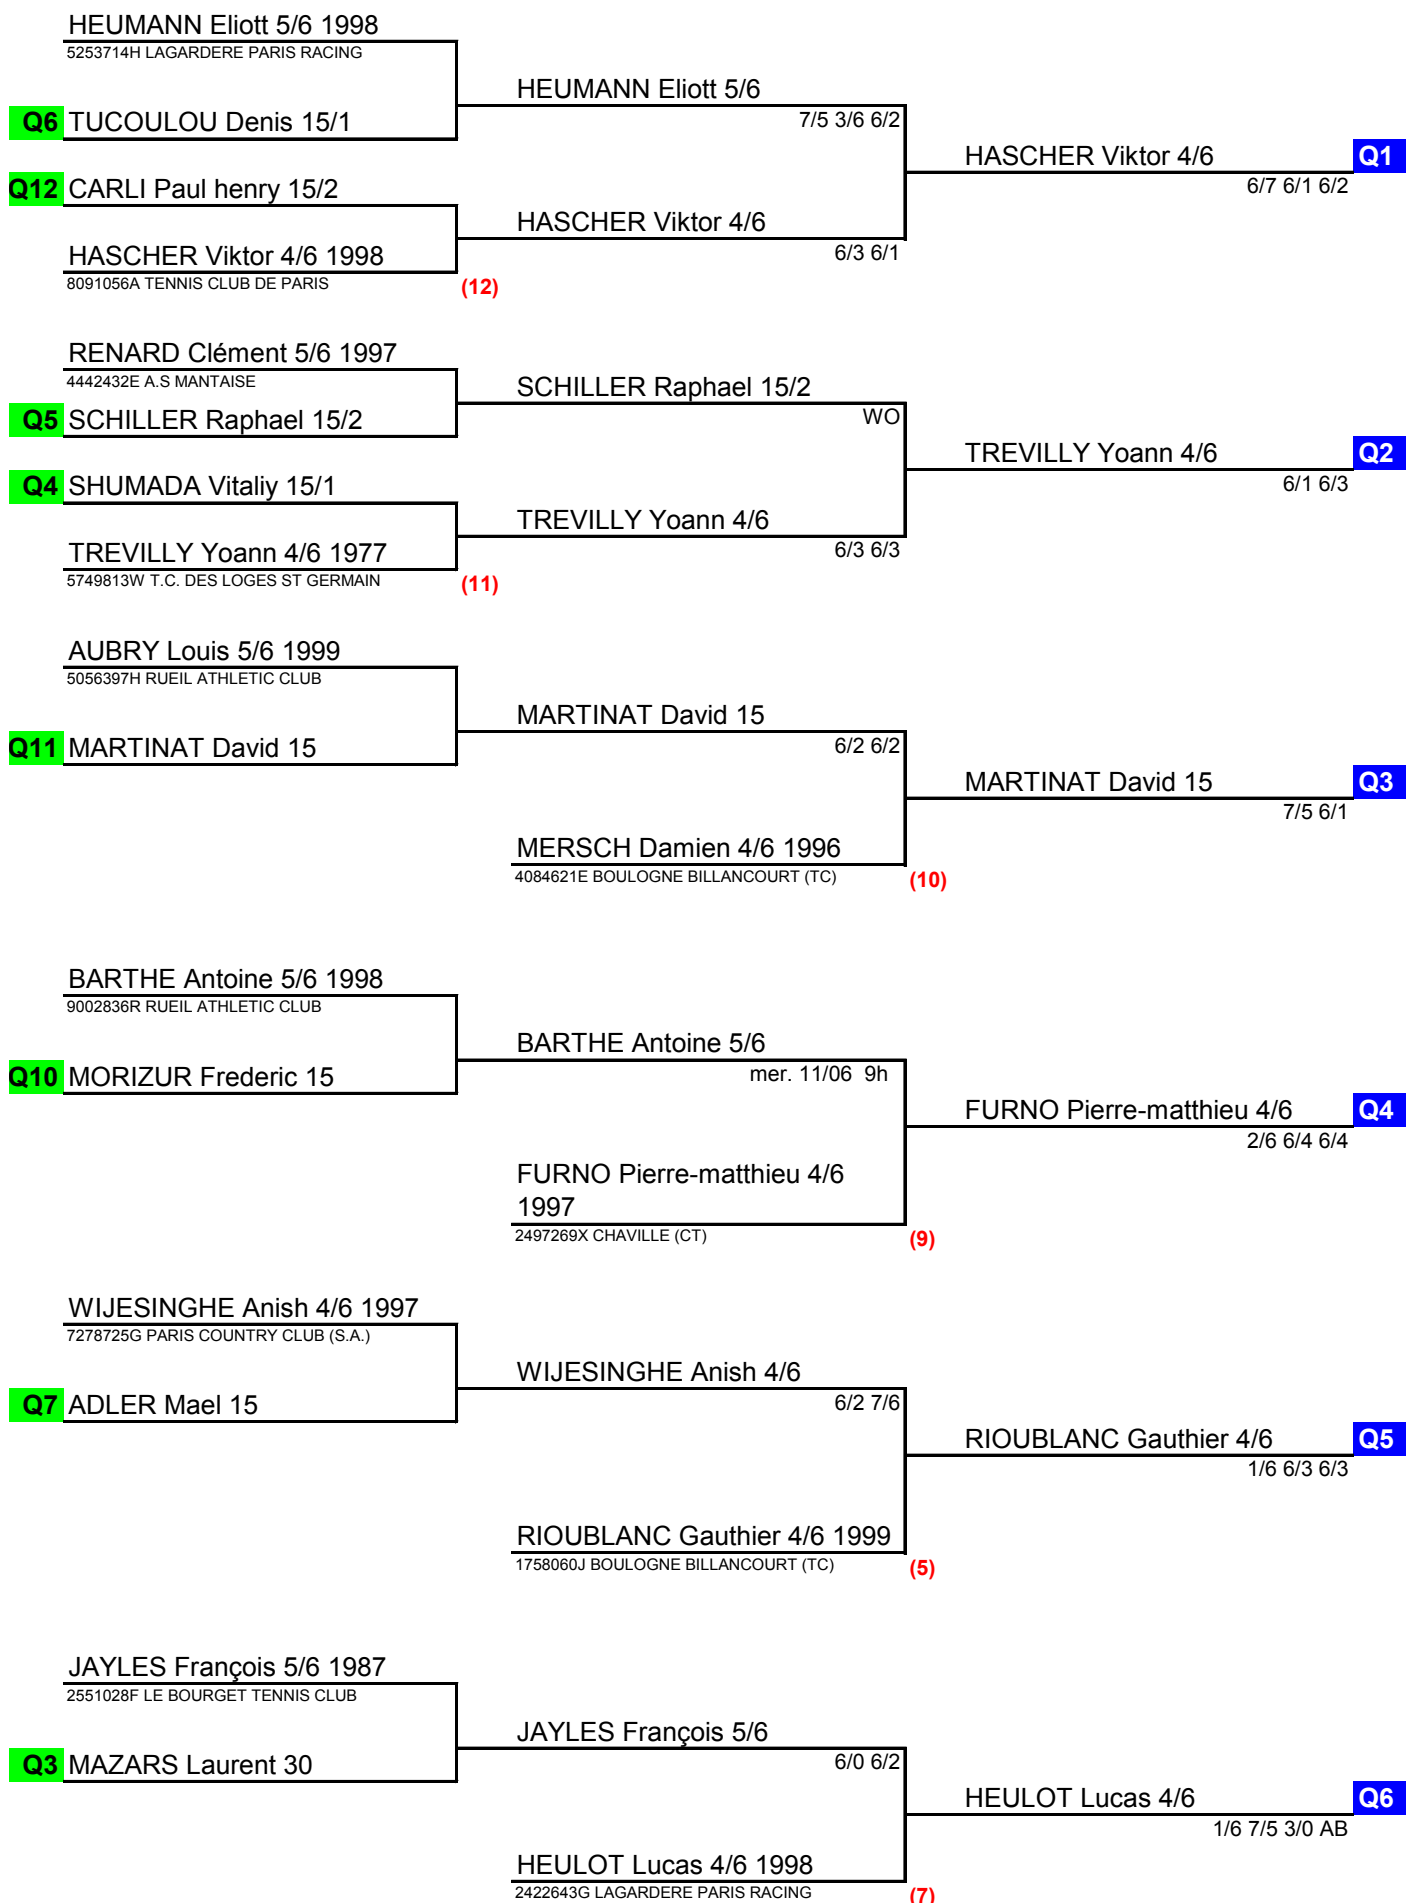 HEUMANN Eliott 5/6 1998
5253714H LAGARDERE PARIS RACING
HEUMANN Eliott 5/6
7/5 3/6 6/2
Q6 TUCOULOU Denis 15/1
HASCHER Viktor 4/6 Q1
6/7 6/1 6/2
Q12 CARLI Paul henry 15/2
HASCHER Viktor 4/6
6/3 6/1
HASCHER Viktor 4/6 1998
8091056A TENNIS CLUB DE PARIS
(12)
RENARD Clément 5/6 1997
4442432E A.S MANTAISE
SCHILLER Raphael 15/2
WO
Q5 SCHILLER Raphael 15/2
TREVILLY Yoann 4/6 Q2
6/1 6/3
Q4 SHUMADA Vitaliy 15/1
TREVILLY Yoann 4/6
6/3 6/3
TREVILLY Yoann 4/6 1977
5749813W T.C. DES LOGES ST GERMAIN
(11)
AUBRY Louis 5/6 1999
5056397H RUEIL ATHLETIC CLUB
MARTINAT David 15
6/2 6/2
Q11 MARTINAT David 15
MARTINAT David 15 Q3
7/5 6/1
MERSCH Damien 4/6 1996
4084621E BOULOGNE BILLANCOURT (TC)
(10)
BARTHE Antoine 5/6 1998
9002836R RUEIL ATHLETIC CLUB
BARTHE Antoine 5/6
mer. 11/06 9h
Q10 MORIZUR Frederic 15
FURNO Pierre-matthieu 4/6 Q4
2/6 6/4 6/4
FURNO Pierre-matthieu 4/6
1997
2497269X CHAVILLE (CT)
(9)
WIJESINGHE Anish 4/6 1997
7278725G PARIS COUNTRY CLUB (S.A.)
WIJESINGHE Anish 4/6
6/2 7/6
Q7 ADLER Mael 15
RIOUBLANC Gauthier 4/6 Q5
1/6 6/3 6/3
RIOUBLANC Gauthier 4/6 1999
1758060J BOULOGNE BILLANCOURT (TC)
(5)
JAYLES François 5/6 1987
2551028F LE BOURGET TENNIS CLUB
JAYLES François 5/6
6/0 6/2
Q3 MAZARS Laurent 30
HEULOT Lucas 4/6 Q6
1/6 7/5 3/0 AB
HEULOT Lucas 4/6 1998
2422643G LAGARDERE PARIS RACING
(7)